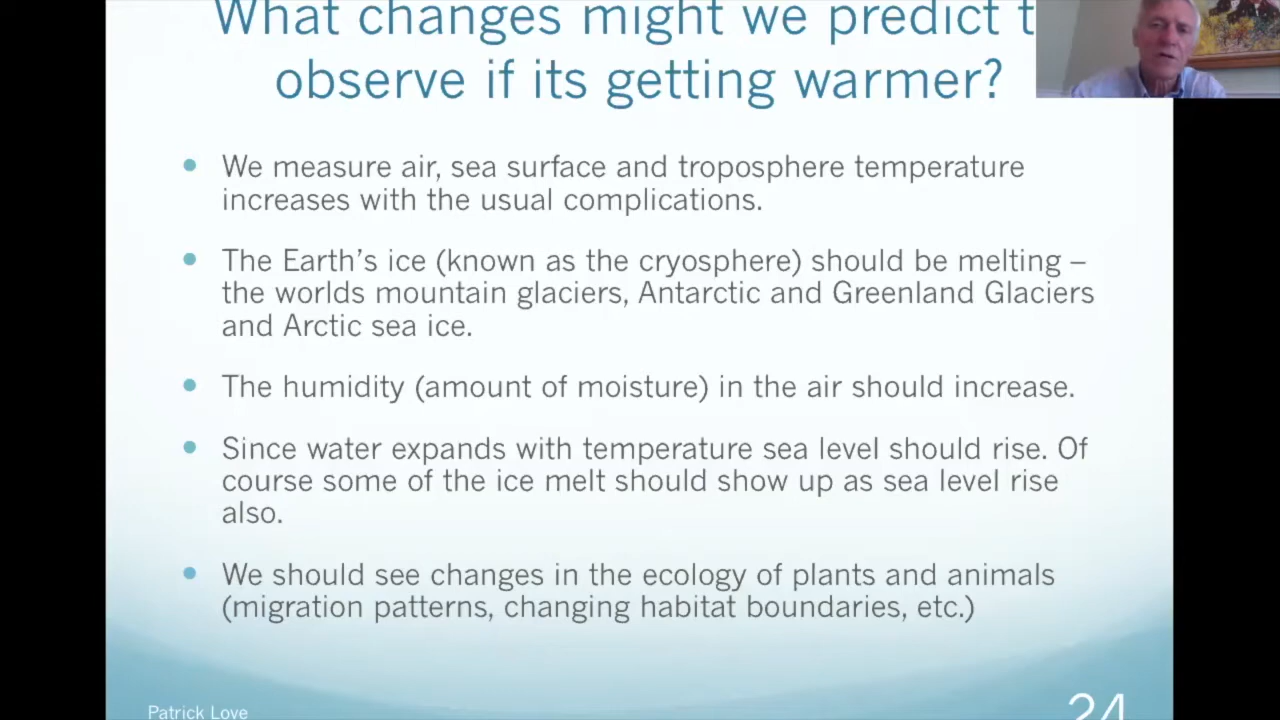 What changes might we predict t
observe if its getting warmer?
We measure air, sea surface and troposphere temperature
increases with the usual complications.
The Earth’s ice (known as the cryosphere) should be melting –
the worlds mountain glaciers, Antarctic and Greenland Glaciers
and Arctic sea ice.
The humidity (amount of moisture) in the air should increase.
Since water expands with temperature sea level should rise. Of
course some of the ice melt should show up as sea level rise
also.
We should see changes in the ecology of plants and animals
(migration patterns, changing habitat boundaries, etc.)
Patrick Love
24